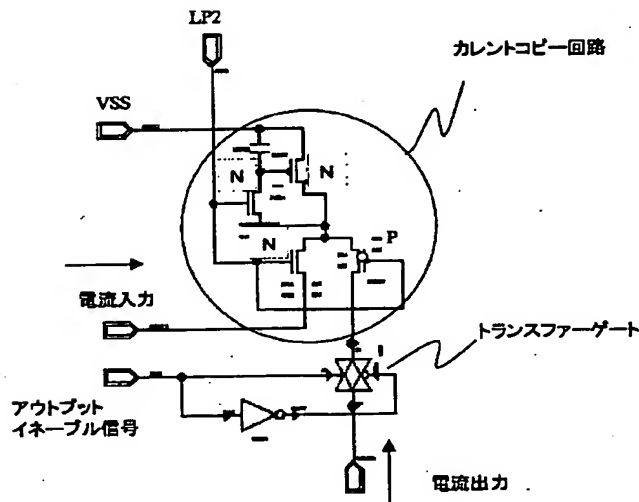 LP2
カレントコピー回路
VSS
N
N
N
P
電流入力
トランスファーゲート
アウトプット
イネーブル信号
電流出力